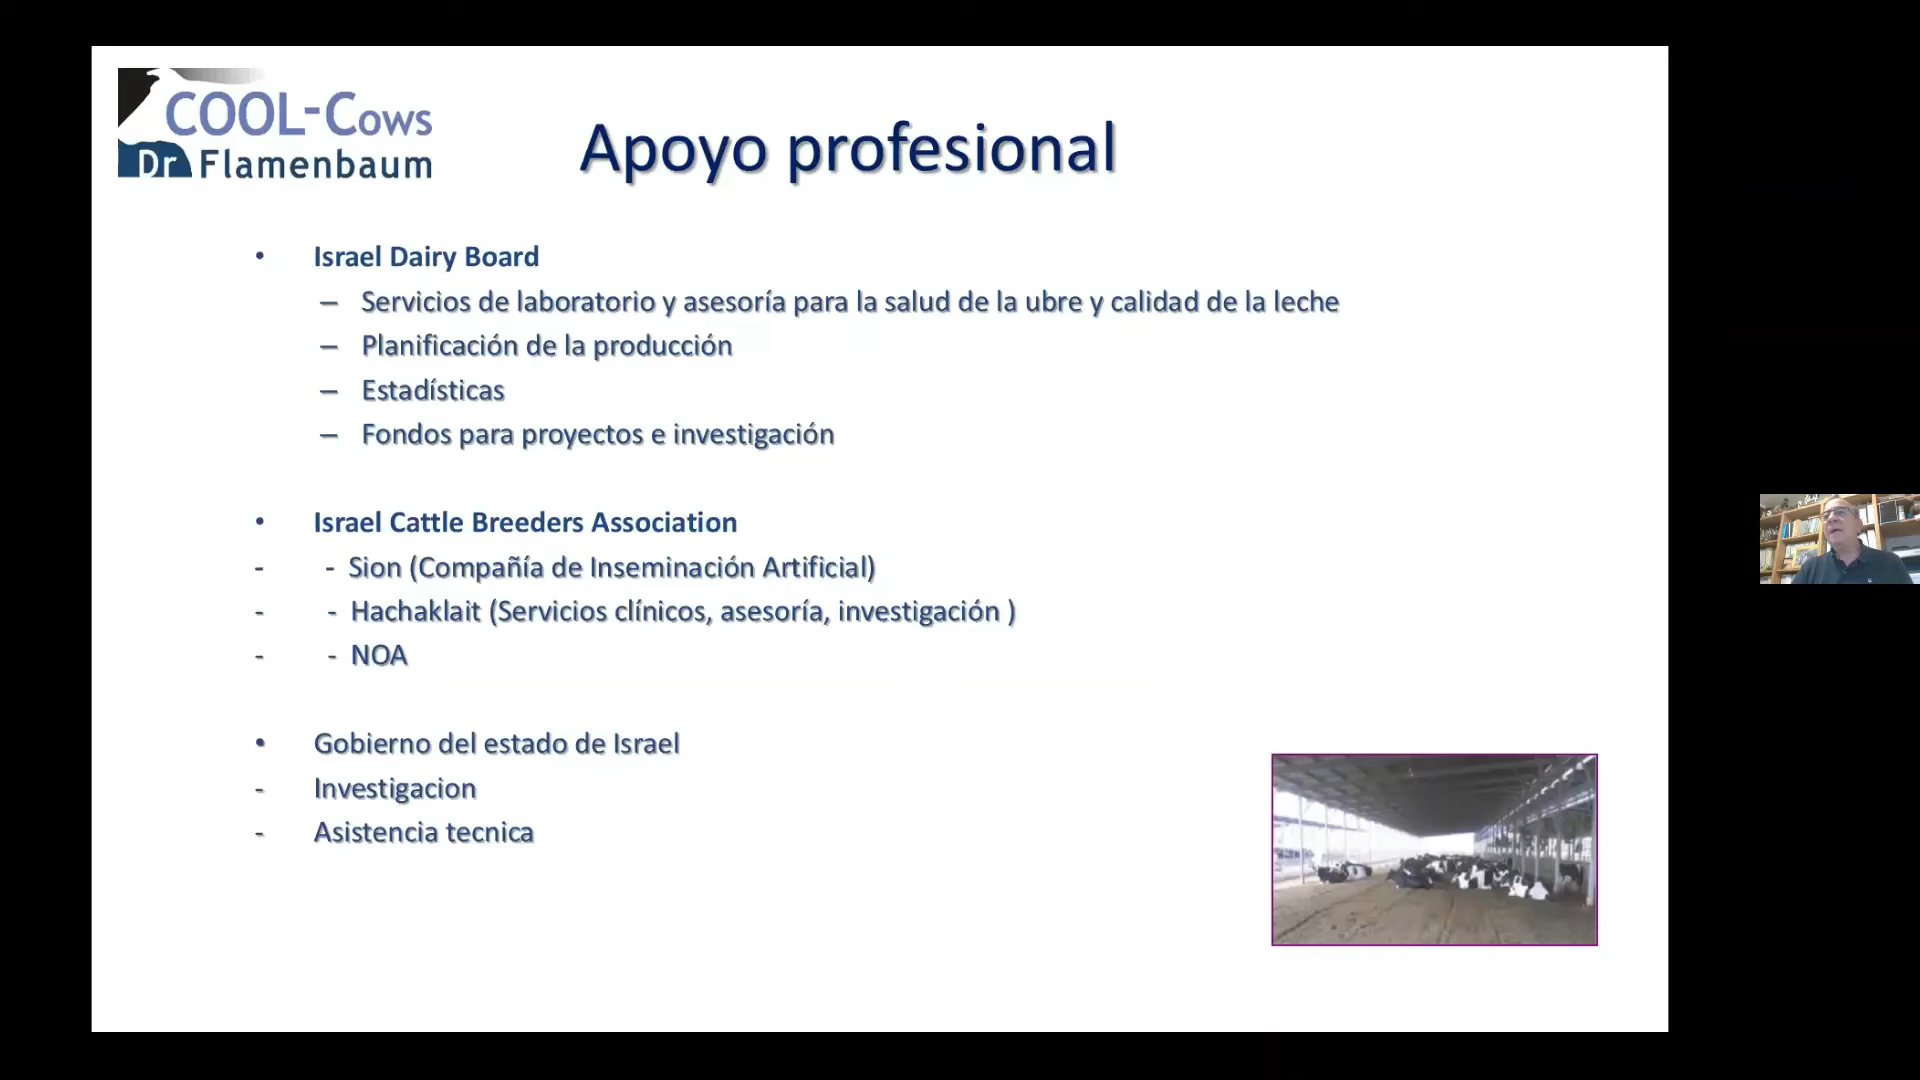 COOL-Cows
Dr Flamenbaum
Apoyo profesional
• Israel Dairy Board
– Servicios de laboratorio y asesoría para la salud de la ubre y calidad de la leche
– Planificación de la producción
– Estadísticas
– Fondos para proyectos e investigación
• Israel Cattle Breeders Association
- - Sion (Compañía de Inseminación Artificial)
- - Hachaklait (Servicios clínicos, asesoría, investigación )
- - NOA
• Gobierno del estado de Israel
- Investigacion
- Asistencia tecnica